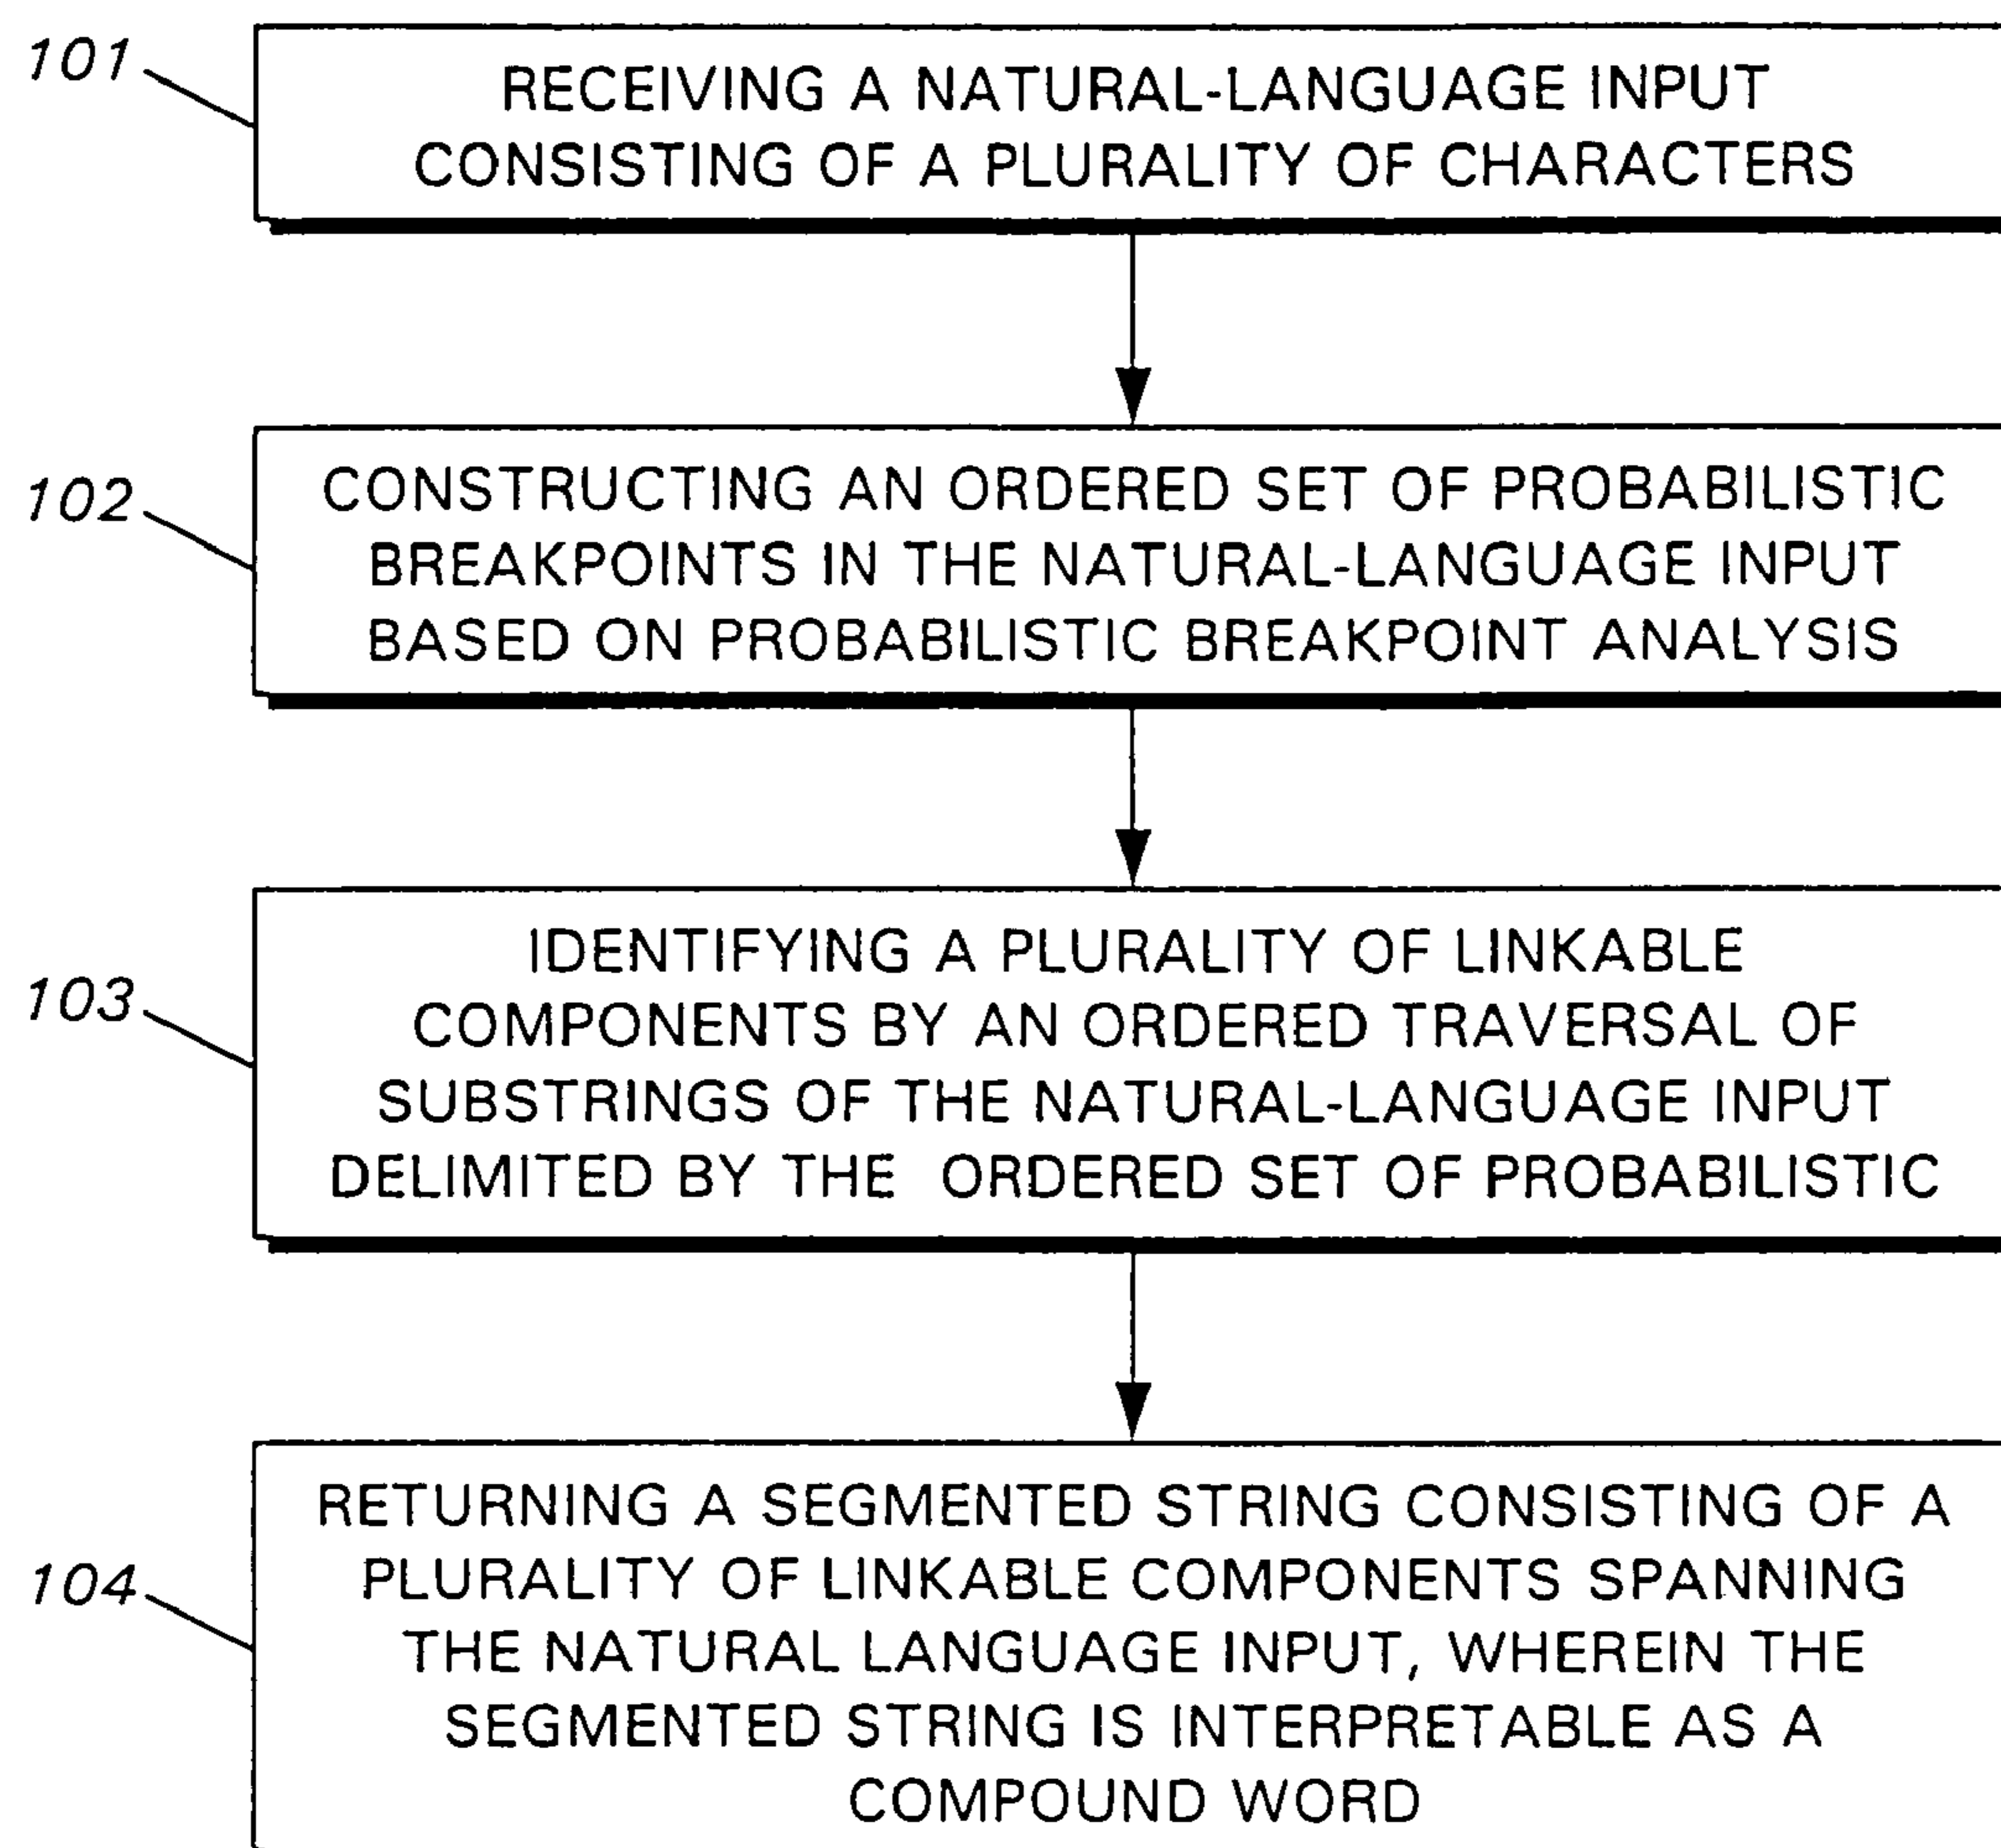 101
RECEIVING A NATURAL-LANGUAGE INPUT
CONSISTING OF A PLURALITY OF CHARACTERS
102
CONSTRUCTING AN ORDERED SET OF PROBABILISTIC
BREAKPOINTS IN THE NATURAL-LANGUAGE INPUT
BASED ON PROBABILISTIC BREAKPOINT ANALYSIS
103
IDENTIFYING A PLURALITY OF LINKABLE
COMPONENTS BY AN ORDERED TRAVERSAL OF
SUBSTRINGS OF THE NATURAL-LANGUAGE INPUT
DELIMITED BY THE ORDERED SET OF PROBABILISTIC
104
RETURNING A SEGMENTED STRING CONSISTING OF A
PLURALITY OF LINKABLE COMPONENTS SPANNING
THE NATURAL LANGUAGE INPUT, WHEREIN THE
SEGMENTED STRING IS INTERPRETABLE AS A
COMPOUND WORD